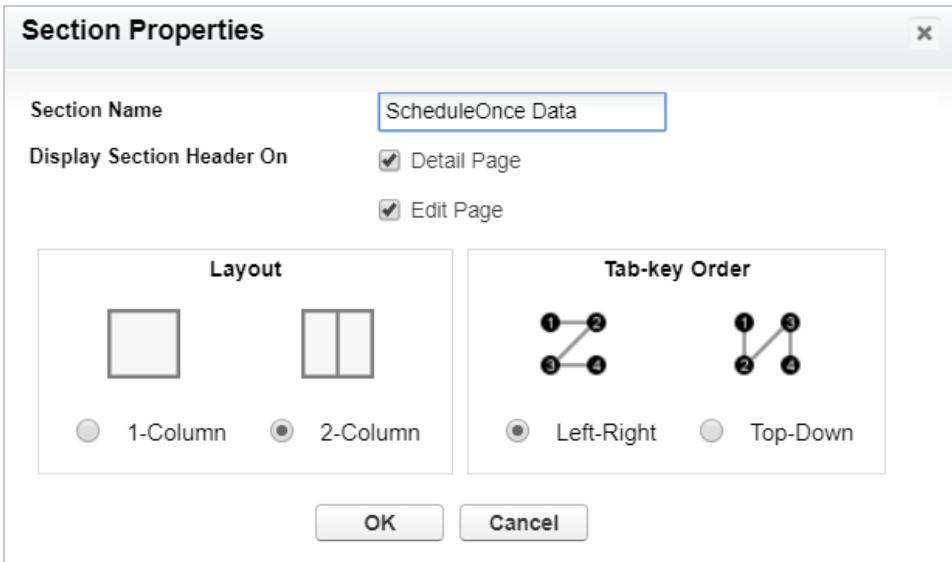 Section Properties
Section Name ScheduleOnce Data
Display Section Header On Detail Page
Edit Page
Layout Tab-key Order
1 2 1 3
3 4 2 4
1-Column 2-Column Left-Right Top-Down
OK Cancel